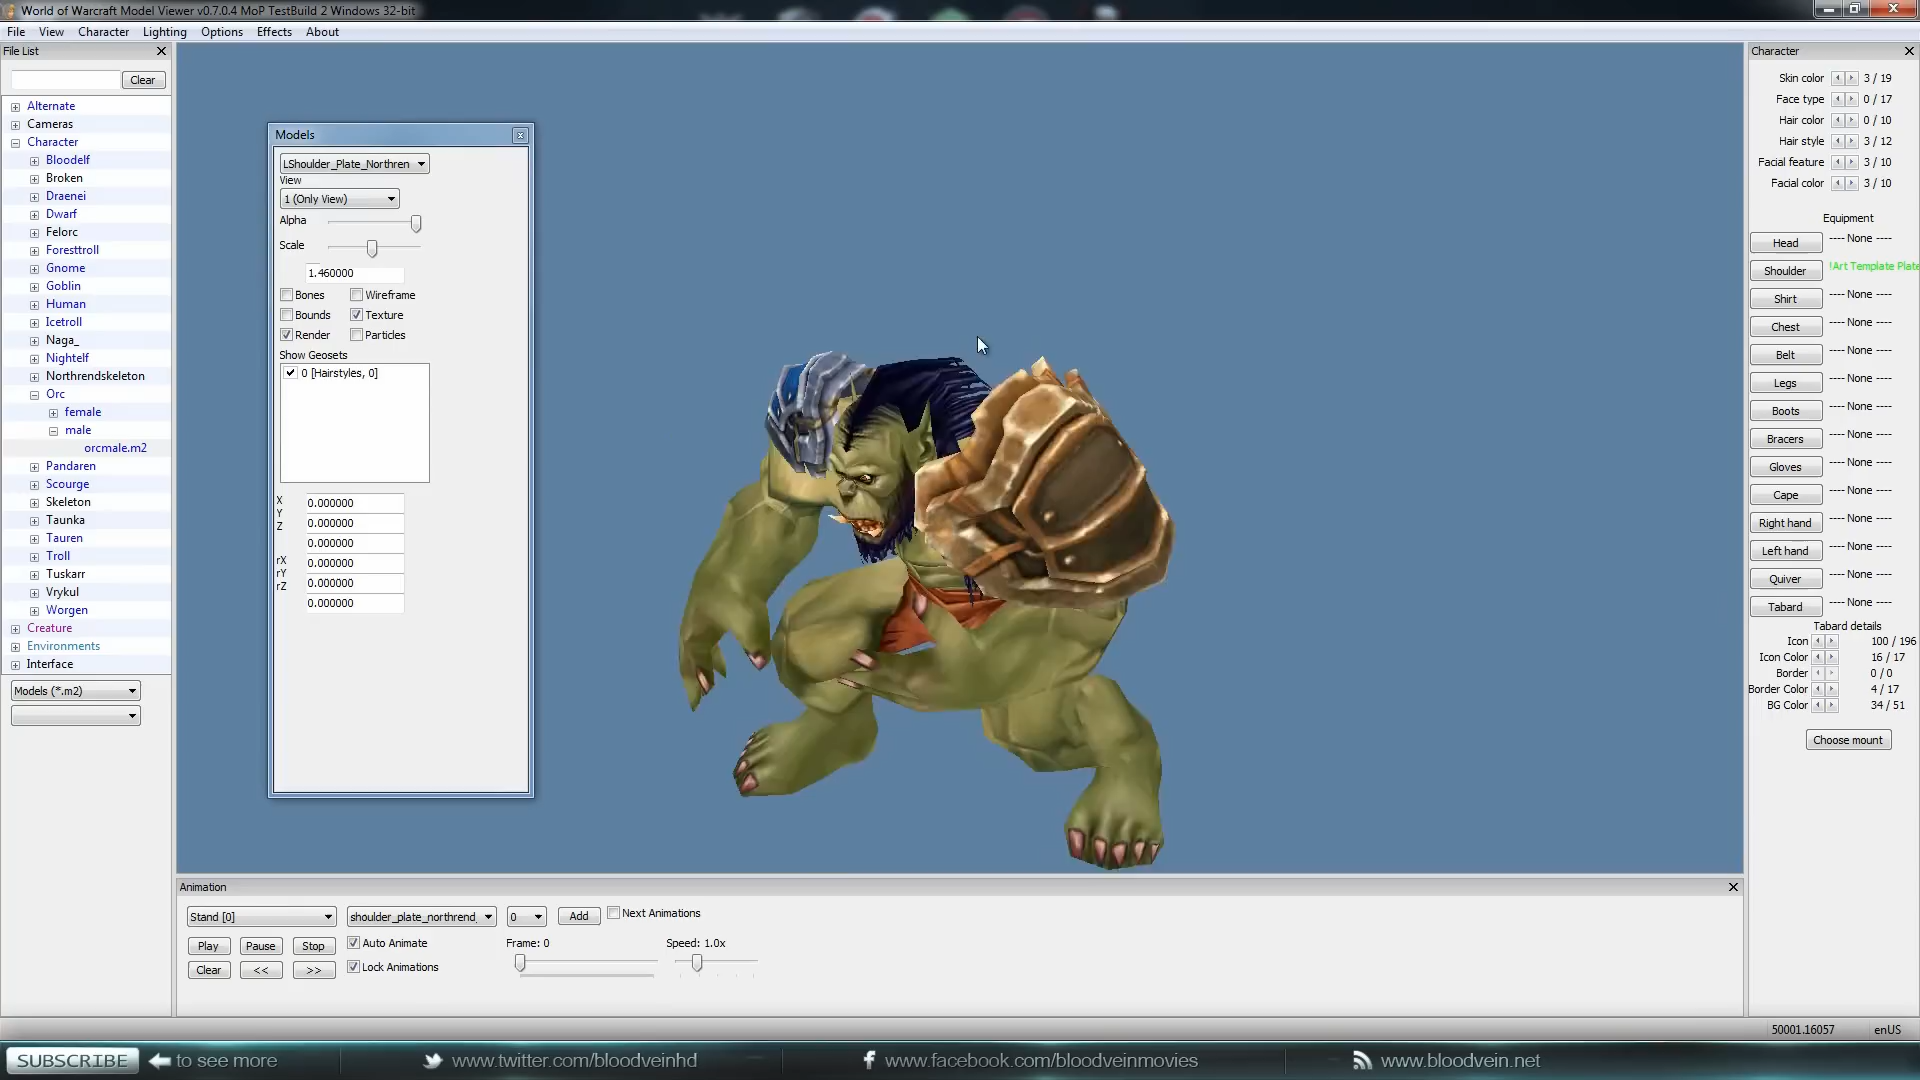 World of Warcraft Model Viewer v0.7.0.4 MoP TestBuild 2 Windows 32-bit
File View Character Lighting Options Effects About
File List
Clear
Alternate
Cameras
Character
Bloodelf
Broken
Draenei
Dwarf
Felorc
Foresttroll
Gnome
Goblin
Human
Icetroll
Naga_
Nightelf
Northrendskeleton
Orc
female
male
orcmale.m2
Pandaren
Scourge
Skeleton
Taunka
Tauren
Troll
Tuskarr
Vrykul
Worgen
Creature
Environments
Interface
Models (*.m2)
Models
LShoulder_Plate_Northren
View
1 (Only View)
Alpha
Scale
1.460000
Bones Wireframe
Bounds Texture
Render Particles
Show Geosets
0 [Hairstyles, 0]
X 0.000000
Y 0.000000
Z 0.000000
rX 0.000000
rY 0.000000
rZ 0.000000
Character
Skin color 3 / 19
Face type 0 / 17
Hair color 0 / 10
Hair style 3 / 12
Facial feature 3 / 10
Facial color 3 / 10
Equipment
Head ---- None ----
Shoulder !Art Template Plate
Shirt ---- None ----
Chest ---- None ----
Belt ---- None ----
Legs ---- None ----
Boots ---- None ----
Bracers ---- None ----
Gloves ---- None ----
Cape ---- None ----
Right hand ---- None ----
Left hand ---- None ----
Quiver ---- None ----
Tabard ---- None ----
Tabard details
Icon 100 / 196
Icon Color 16 / 17
Border 0 / 0
Border Color 4 / 17
BG Color 34 / 51
Choose mount
Animation
Stand [0] shoulder_plate_northrend_ 0 Add Next Animations
Play Pause Stop Auto Animate Frame: 0 Speed: 1.0x
Clear << >> Lock Animations
50001.16057 enUS
SUBSCRIBE to see more www.twitter.com/bloodveinhd www.facebook.com/bloodveinmovies www.bloodvein.net